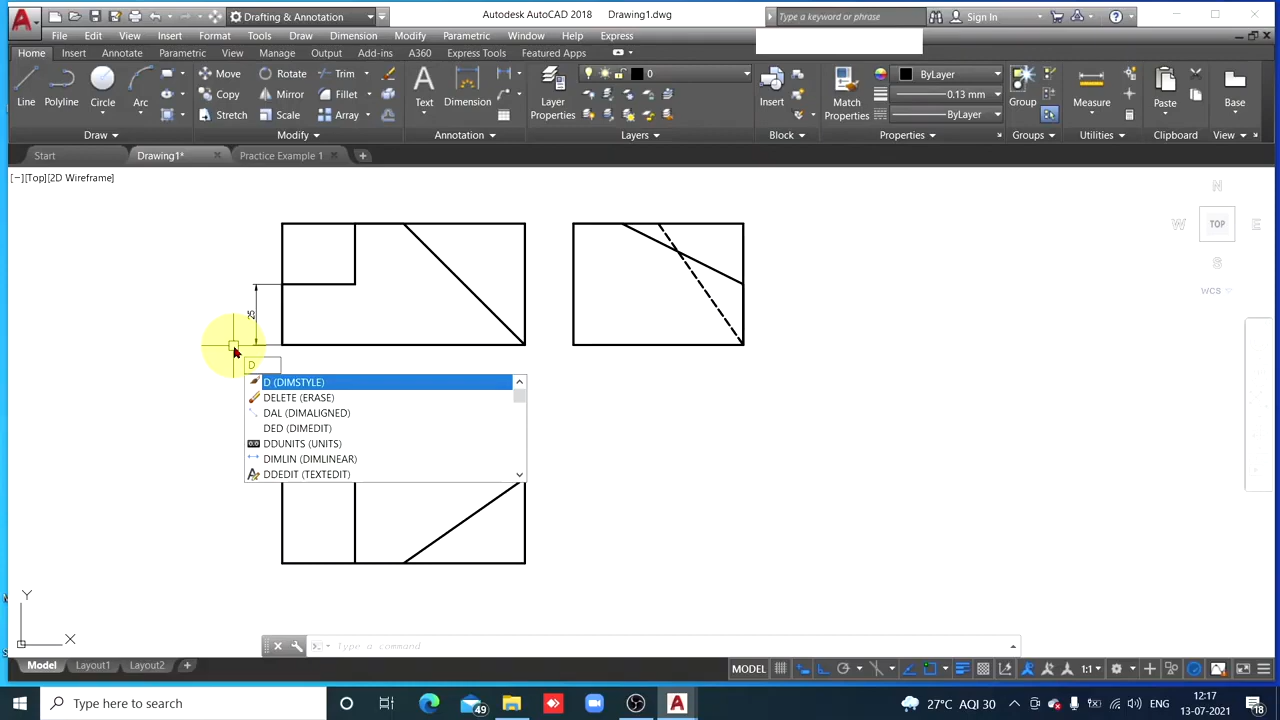 Drafting & Annotation
Autodesk AutoCAD 2018 Drawing1.dwg
Type a keyword or phrase
Sign In
File Edit View Insert Format Tools Draw Dimension Modify Parametric Window Help Express
Home Insert Annotate Parametric View Manage Output Add-ins A360 Express Tools Featured Apps
Line Polyline Circle Arc
Move Rotate Trim
Copy Mirror Fillet
Stretch Scale Array
Text Dimension
Layer Properties
0
Insert
Match Properties
ByLayer
0.13 mm
ByLayer
Group
Measure
Paste
Base
Draw Modify Annotation Layers Block Properties Groups Utilities Clipboard View
Start Drawing1* Practice Example 1
[−][Top][2D Wireframe]
N
W TOP E
S
WCS
25
D
D (DIMSTYLE)
DELETE (ERASE)
DAL (DIMALIGNED)
DED (DIMEDIT)
DDUNITS (UNITS)
DIMLIN (DIMLINEAR)
DDEDIT (TEXTEDIT)
Y
X
Type a command
Model Layout1 Layout2
MODEL
1:1
Type here to search
49
27°C AQI 30
ENG
12:17
13-07-2021
18